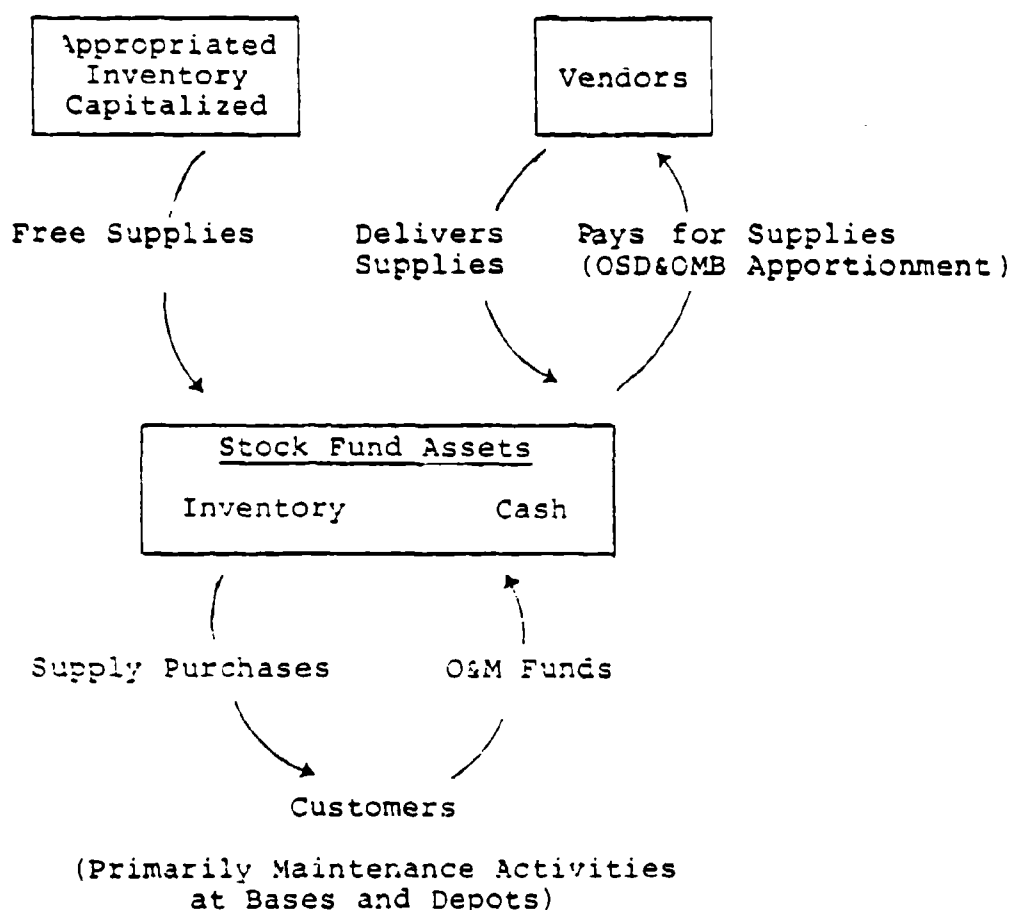 Appropriated
Inventory
Capitalized
Vendors
Free Supplies
Delivers
Supplies
Pays for Supplies
(OSD&OMB Apportionment)
Stock Fund Assets
Inventory Cash
Supply Purchases
O&M Funds
Customers
(Primarily Maintenance Activities
at Bases and Depots)